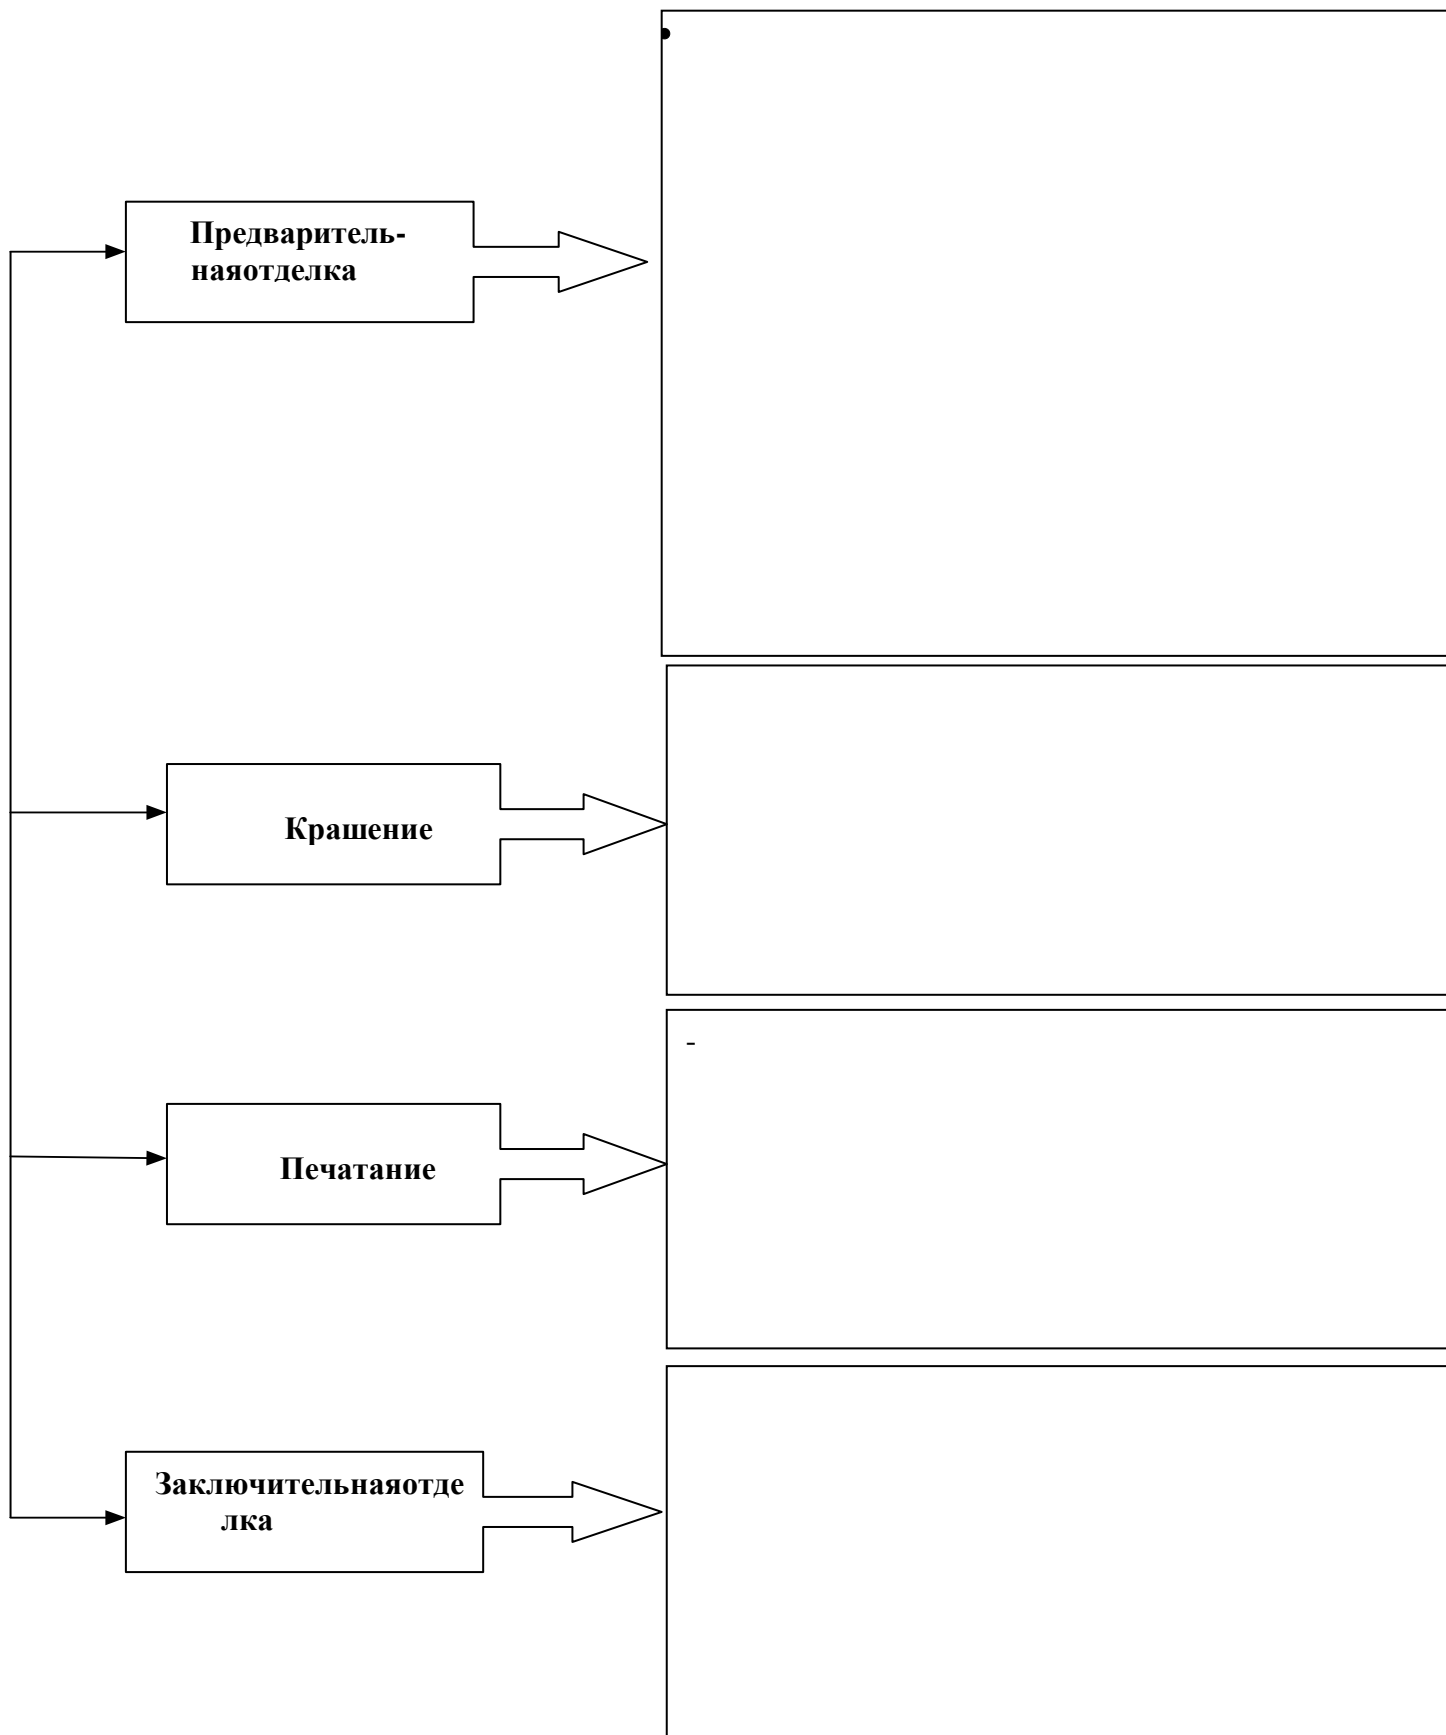 •
Предваритель-
наяотделка
Крашение
-
Печатание
Заключительнаяотде
лка